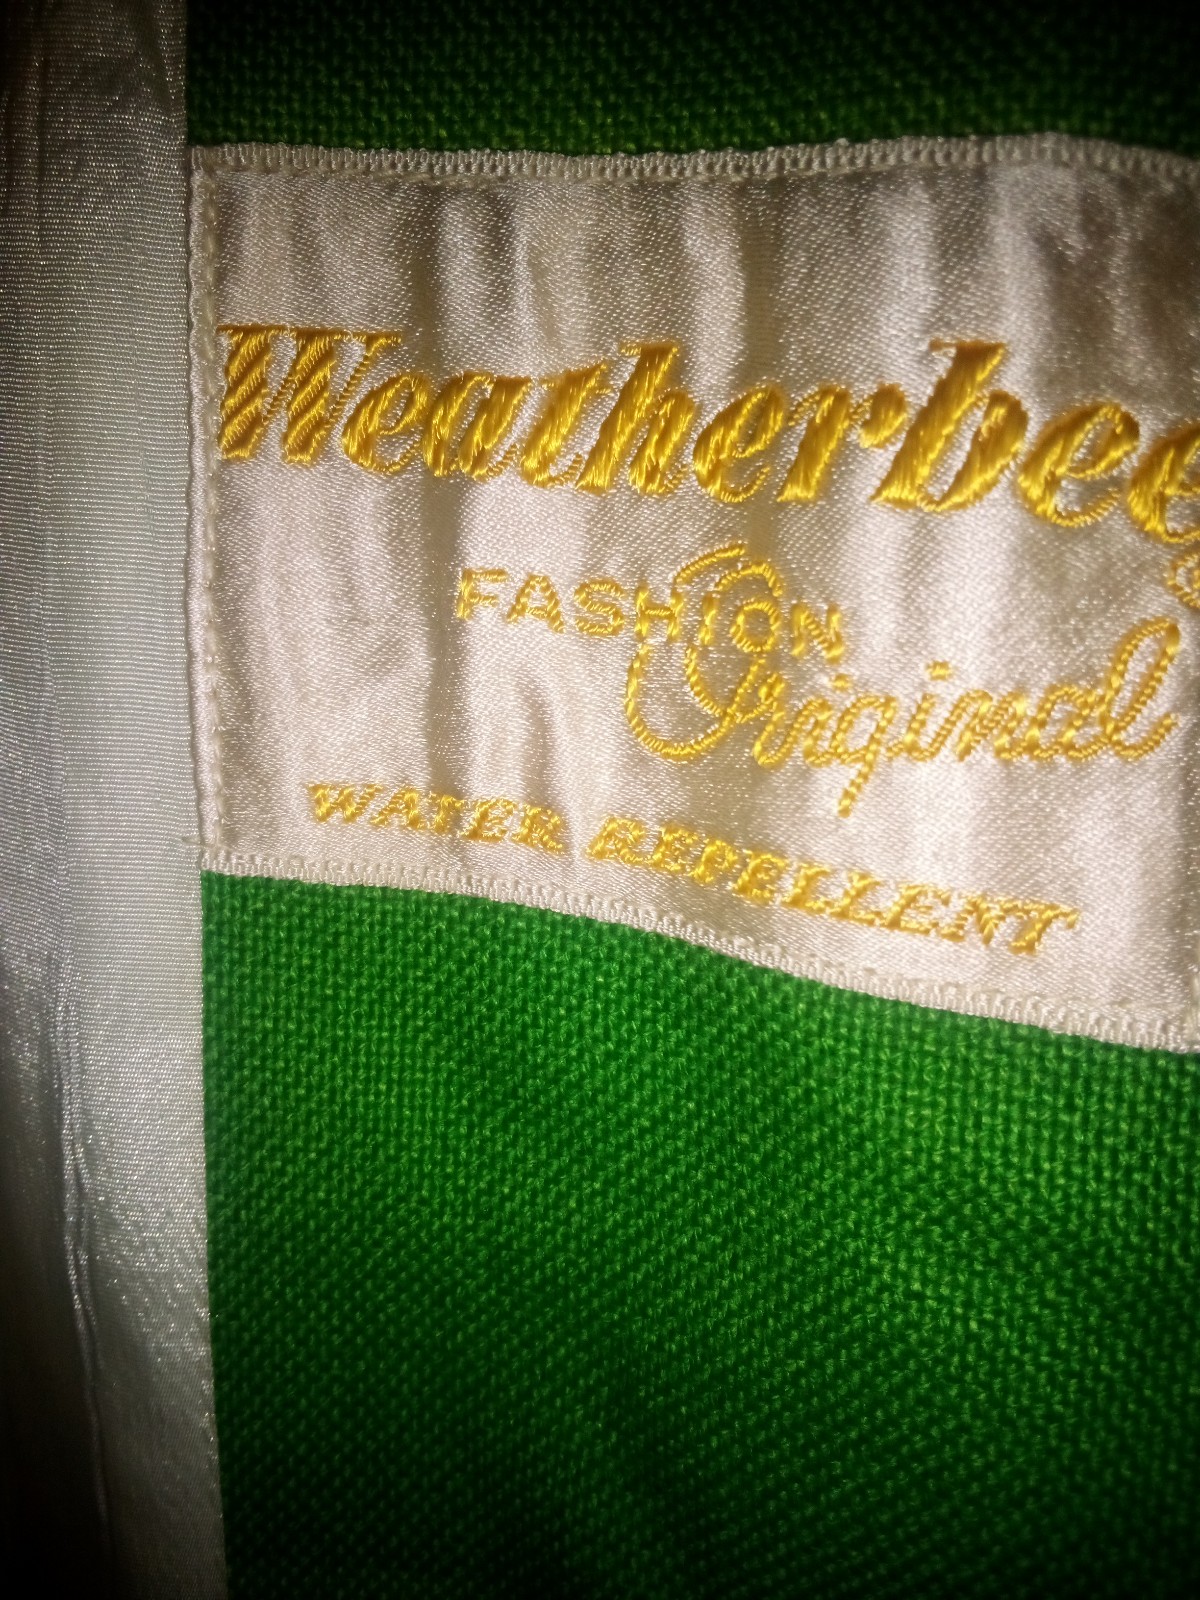 Weatherbee
FASHION
Original
WATER REPELLENT